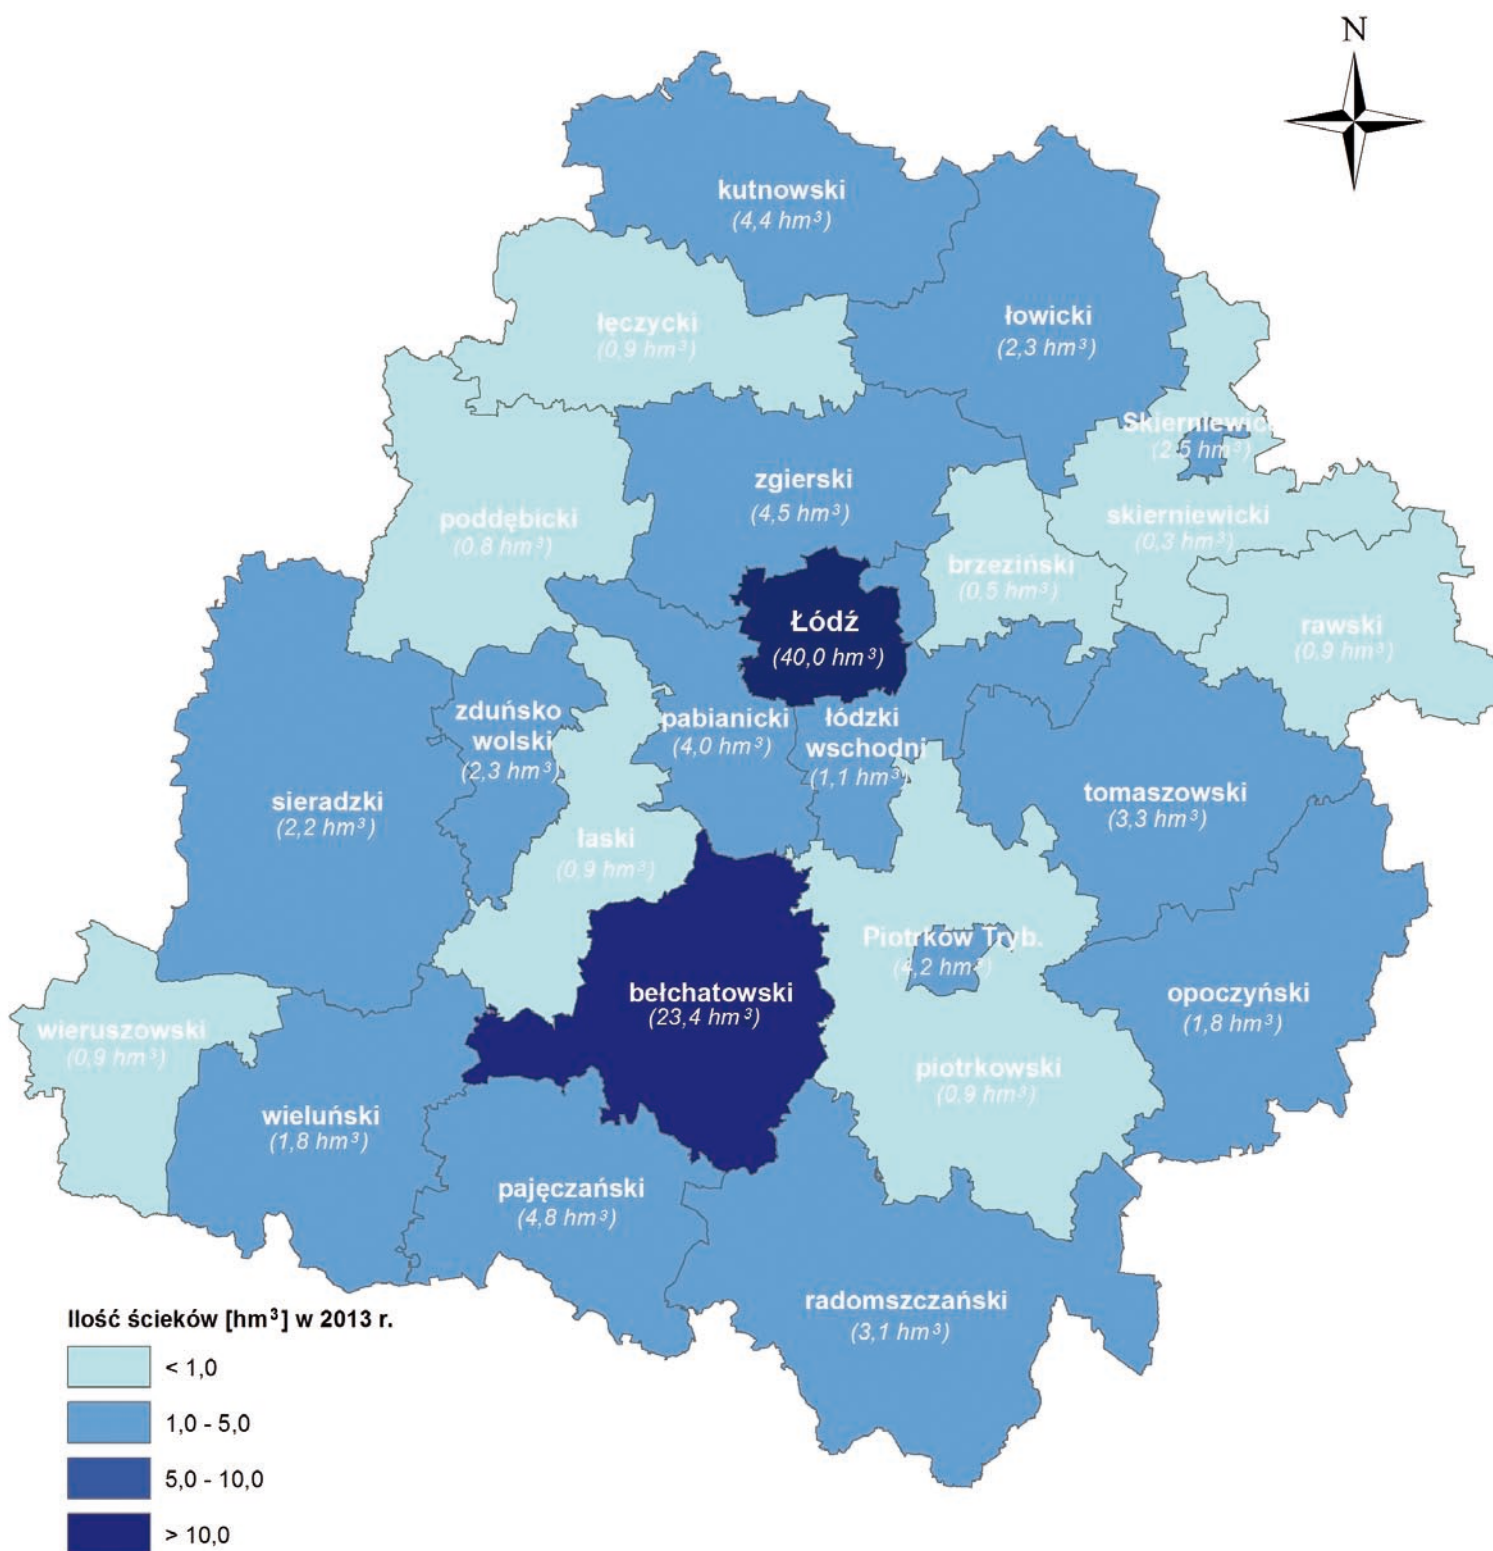 N
kutnowski
(4,4 hm³)
łęczycki
(0,9 hm³)
łowicki
(2,3 hm³)
Skierniewic
(2,5 hm³)
zgierski
(4,5 hm³)
poddębicki
(0,8 hm³)
skierniewicki
(0,3 hm³)
brzeziński
(0,5 hm³)
Łódź
(40,0 hm³)
rawski
(0,9 hm³)
zduńsko
wolski
(2,3 hm³)
pabianicki
(4,0 hm³)
łódzki
wschodni
(1,1 hm³)
sieradzki
(2,2 hm³)
tomaszowski
(3,3 hm³)
łaski
(0,9 hm³)
Piotrków Tryb.
(4,2 hm³)
bełchatowski
(23,4 hm³)
opoczyński
(1,8 hm³)
wieruszowski
(0,9 hm³)
piotrkowski
(0,9 hm³)
wieluński
(1,8 hm³)
pajęczański
(4,8 hm³)
radomszczański
(3,1 hm³)
Ilość ścieków [hm³] w 2013 r.
< 1,0
1,0 - 5,0
5,0 - 10,0
> 10,0